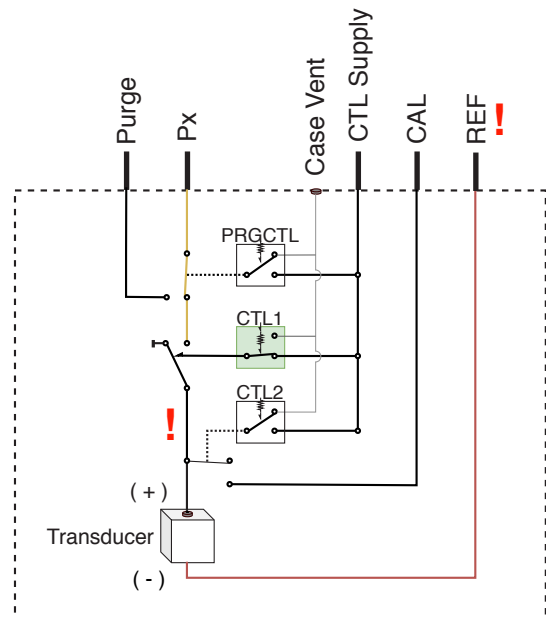 Purge
Px
Case Vent
CTL Supply
CAL
REF
!
PRGCTL
CTL1
CTL2
!
(+)
Transducer
(-)